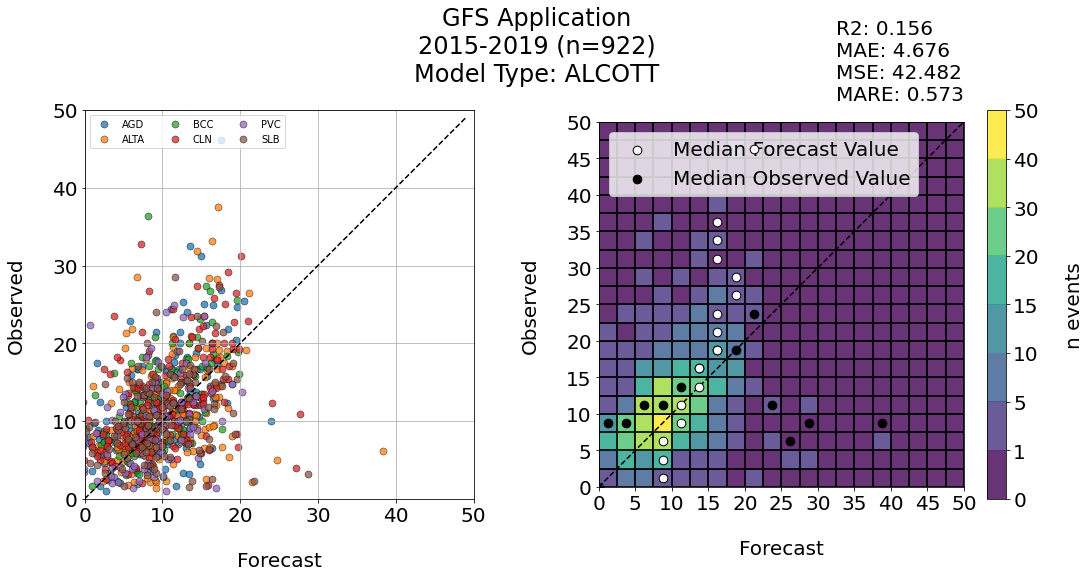 GFS Application
2015-2019 (n=922)
Model Type: ALCOTT
R2: 0.156
MAE: 4.676
MSE: 42.482
MARE: 0.573
AGD
ALTA
BCC
CLN
PVC
SLB
50
40
30
20
10
0
0
10
20
30
40
50
Observed
Forecast
Median Forecast Value
Median Observed Value
50
45
40
35
30
25
20
15
10
5
0
0
5
10
15
20
25
30
35
40
45
50
Observed
Forecast
50
40
30
20
15
10
5
1
0
n events